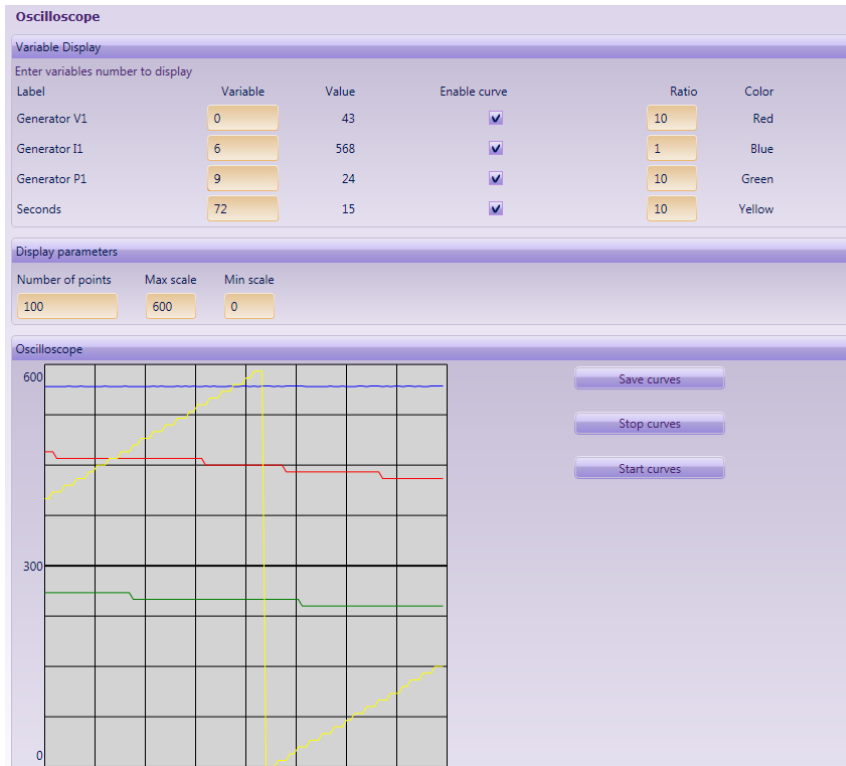 Oscilloscope
Variable Display
Enter variables number to display
Label Variable Value Enable curve Ratio Color
Generator V1 0 43 10 Red
Generator I1 6 568 1 Blue
Generator P1 9 24 10 Green
Seconds 72 15 10 Yellow
Display parameters
Number of points Max scale Min scale
100 600 0
Oscilloscope
600
Save curves
Stop curves
Start curves
300
0